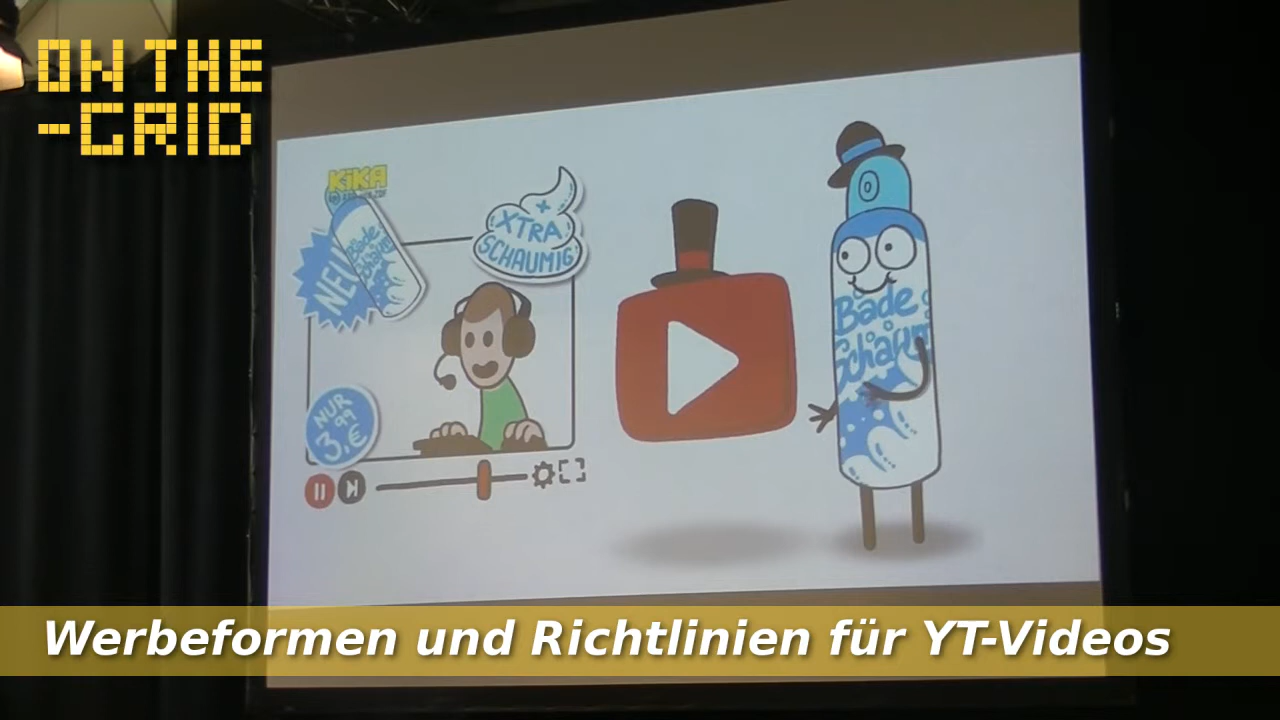 ON THE
-GRID
KiKA
NEU
Bade
Schaum
XTRA
SCHAUMIG
NUR
3,99 €
Bade
Schaum
Werbeformen und Richtlinien für YT-Videos